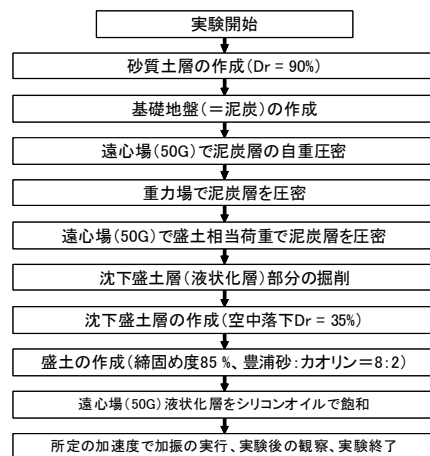 実験開始
砂質土層の作成(Dr = 90%)
基礎地盤(=泥炭)の作成
遠心場(50G)で泥炭層の自重圧密
重力場で泥炭層を圧密
遠心場(50G)で盛土相当荷重で泥炭層を圧密
沈下盛土層(液状化層)部分の掘削
沈下盛土層の作成(空中落下Dr = 35%)
盛土の作成(締固め度85 %、豊浦砂:カオリン=8:2)
遠心場(50G)液状化層をシリコンオイルで飽和
所定の加速度で加振の実行、実験後の観察、実験終了